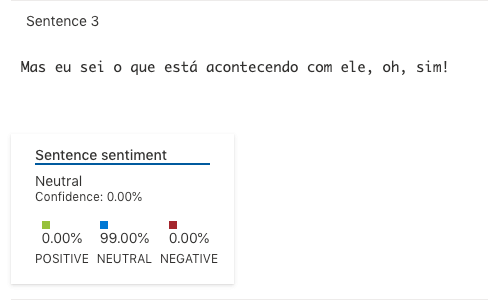 Sentence 3
Mas eu sei o que está acontecendo com ele, oh, sim!
Sentence sentiment
Neutral
Confidence: 0.00%
0.00% 99.00% 0.00%
POSITIVE NEUTRAL NEGATIVE